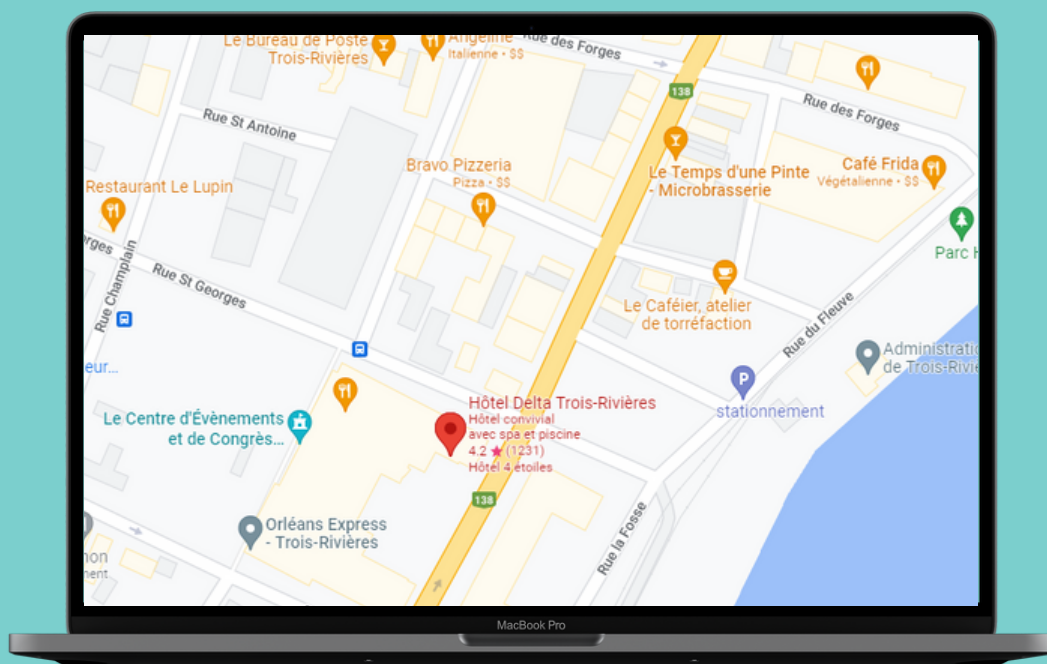 Le Bureau de Poste
Trois-Rivières
Angeline
Italienne • $$
Rue des Forges
138
Rue des Forges
Rue St Antoine
Bravo Pizzeria
Pizza • $$
Le Temps d'une Pinte
- Microbrasserie
Café Frida
Végétalienne • $$
Restaurant Le Lupin
Parc
rges
Rue Champlain
Rue St Georges
Le Caféier, atelier
de torréfaction
Rue du Fleuve
eur...
Administratio
de Trois-Riviè
P
stationnement
Hôtel Delta Trois-Rivières
Hôtel convivial
avec spa et piscine
4.2 ★ (1231)
Hôtel 4 étoiles
Le Centre d'Évènements
et de Congrès...
138
Orléans Express
- Trois-Rivières
Rue la Fosse
non
ment
MacBook Pro